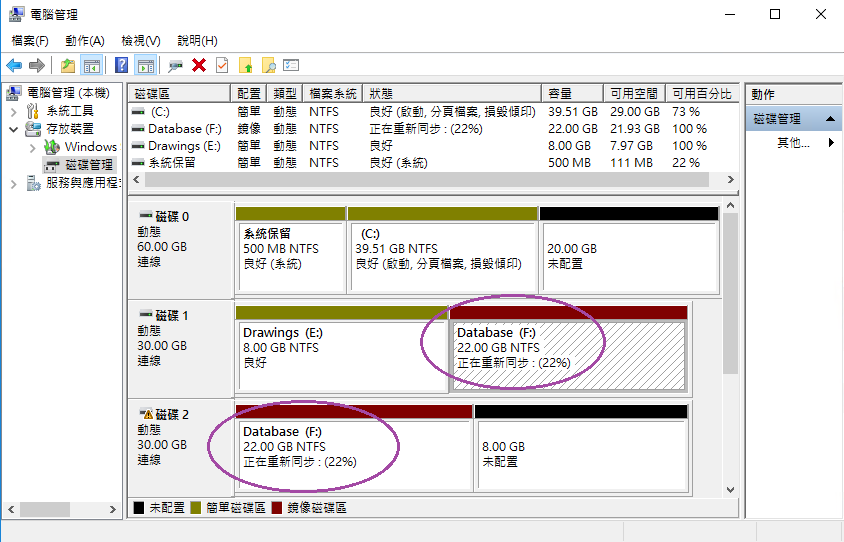 電腦管理
檔案(F) 動作(A) 檢視(V) 說明(H)
電腦管理 (本機)
系統工具
存放裝置
Windows
磁碟管理
服務與應用程式
磁碟區 配置 類型 檔案系統 狀態 容量 可用空間 可用百分比
(C:) 簡單 動態 NTFS 良好 (啟動, 分頁檔案, 損毀傾印) 39.51 GB 29.00 GB 73 %
Database (F:) 鏡像 動態 NTFS 正在重新同步 : (22%) 22.00 GB 21.93 GB 100 %
Drawings (E:) 簡單 動態 NTFS 良好 8.00 GB 7.97 GB 100 %
系統保留 簡單 動態 NTFS 良好 (系統) 500 MB 111 MB 22 %
磁碟 0
動態
60.00 GB
連線
系統保留
500 MB NTFS
良好 (系統)
(C:)
39.51 GB NTFS
良好 (啟動, 分頁檔案, 損毀傾印)
20.00 GB
未配置
磁碟 1
動態
30.00 GB
連線
Drawings (E:)
8.00 GB NTFS
良好
Database (F:)
22.00 GB NTFS
正在重新同步 : (22%)
磁碟 2
動態
30.00 GB
連線
Database (F:)
22.00 GB NTFS
正在重新同步 : (22%)
8.00 GB
未配置
未配置 簡單磁碟區 鏡像磁碟區
動作
磁碟管理
其他...